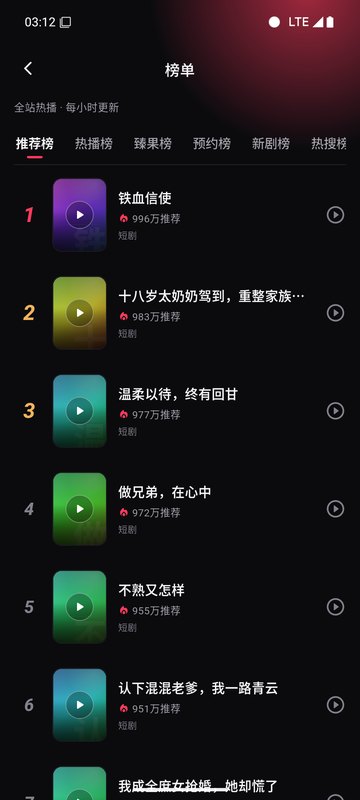 03:12
LTE
榜单
全站热播 · 每小时更新
推荐榜 热播榜 臻果榜 预约榜 新剧榜 热搜榜
1
铁血信使
996万推荐
短剧
2
十八岁太奶奶驾到，重整家族…
983万推荐
短剧
3
温柔以待，终有回甘
977万推荐
短剧
4
做兄弟，在心中
972万推荐
短剧
5
不熟又怎样
955万推荐
短剧
6
认下混混老爹，我一路青云
951万推荐
短剧
7
我成全庶女抢婚，她却慌了